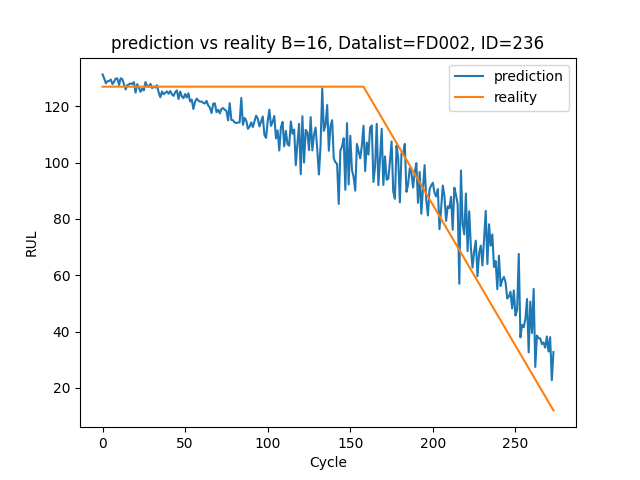 prediction vs reality B=16, Datalist=FD002, ID=236
prediction
reality
120
100
80
60
40
20
RUL
0 50 100 150 200 250
Cycle